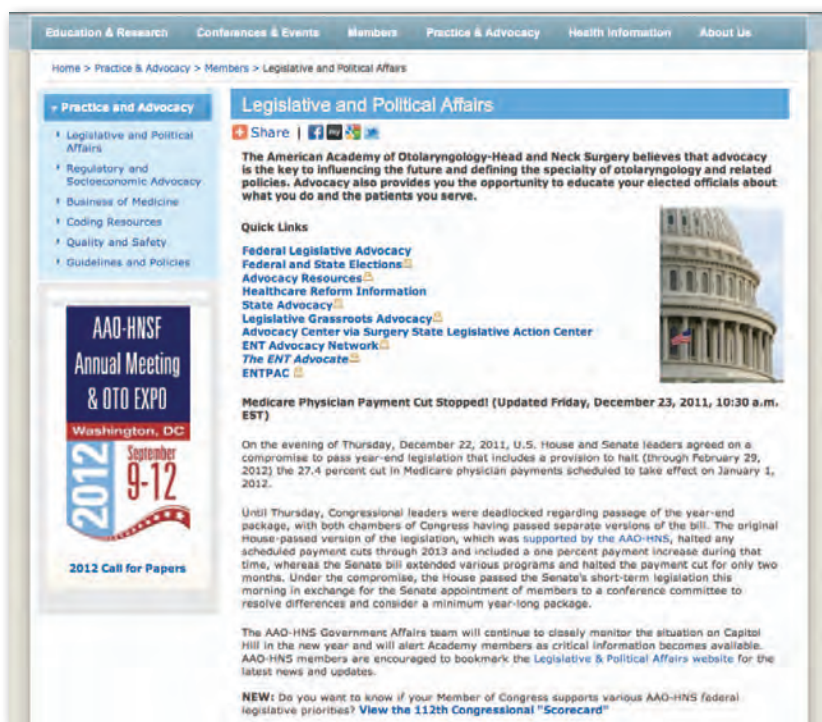 Education & Research Conferences & Events Members Practice & Advocacy Health Information About Us
Home > Practice & Advocacy > Members > Legislative and Political Affairs
Practice and Advocacy
Legislative and Political
Affairs
Regulatory and
Socioeconomic Advocacy
Business of Medicine
Coding Resources
Quality and Safety
Guidelines and Policies
AAO-HNSF
Annual Meeting
& OTO EXPO
Washington, DC
2012
September
9-12
2012 Call for Papers
Legislative and Political Affairs
Share |
The American Academy of Otolaryngology-Head and Neck Surgery believes that advocacy
is the key to influencing the future and defining the specialty of otolaryngology and related
policies. Advocacy also provides you the opportunity to educate your elected officials about
what you do and the patients you serve.
Quick Links
Federal Legislative Advocacy
Federal and State Elections
Advocacy Resources
Healthcare Reform Information
State Advocacy
Legislative Grassroots Advocacy
Advocacy Center via Surgery State Legislative Action Center
ENT Advocacy Network
The ENT Advocate
ENTPAC
Medicare Physician Payment Cut Stopped! (Updated Friday, December 23, 2011, 10:30 a.m.
EST)
On the evening of Thursday, December 22, 2011, U.S. House and Senate leaders agreed on a
compromise to pass year-end legislation that includes a provision to halt (through February 29,
2012) the 27.4 percent cut in Medicare physician payments scheduled to take effect on January 1,
2012.
Until Thursday, Congressional leaders were deadlocked regarding passage of the year-end
package, with both chambers of Congress having passed separate versions of the bill. The original
House-passed version of the legislation, which was supported by the AAO-HNS, halted any
scheduled payment cuts through 2013 and included a one percent payment increase during that
time, whereas the Senate bill extended various programs and halted the payment cut for only two
months. Under the compromise, the House passed the Senate's short-term legislation this
morning in exchange for the Senate appointment of members to a conference committee to
resolve differences and consider a minimum year-long package.
The AAO-HNS Government Affairs team will continue to closely monitor the situation on Capitol
Hill in the new year and will alert Academy members as critical information becomes available.
AAO-HNS members are encouraged to bookmark the Legislative & Political Affairs website for the
latest news and updates.
NEW: Do you want to know if your Member of Congress supports various AAO-HNS federal
legislative priorities? View the 112th Congressional "Scorecard"